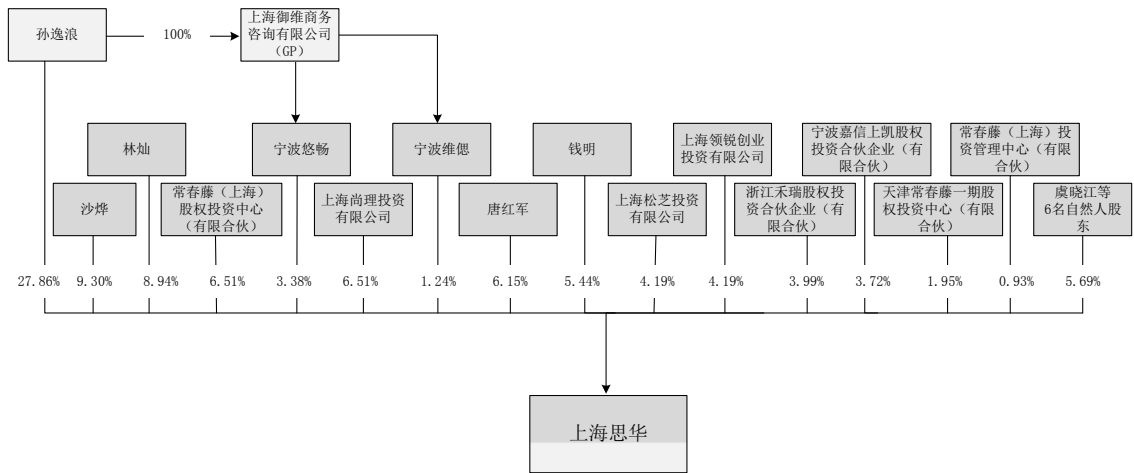 孙逸浪
100%
上海御维商务
咨询有限公司
（GP）
林灿
宁波悠畅
宁波维偲
钱明
上海领锐创业
投资有限公司
宁波嘉信上凯股权
投资合伙企业（有
限合伙）
常春藤（上海）投
资管理中心（有限
合伙）
沙烨
常春藤（上海）
股权投资中心
（有限合伙）
上海尚理投资
有限公司
唐红军
上海松芝投资
有限公司
浙江禾瑞股权投
资合伙企业（有
限合伙）
天津常春藤一期股
权投资中心（有限
合伙）
虞晓江等
6名自然人股
东
27.86% 9.30% 8.94% 6.51% 3.38% 6.51% 1.24% 6.15% 5.44% 4.19% 4.19% 3.99% 3.72% 1.95% 0.93% 5.69%
上海思华